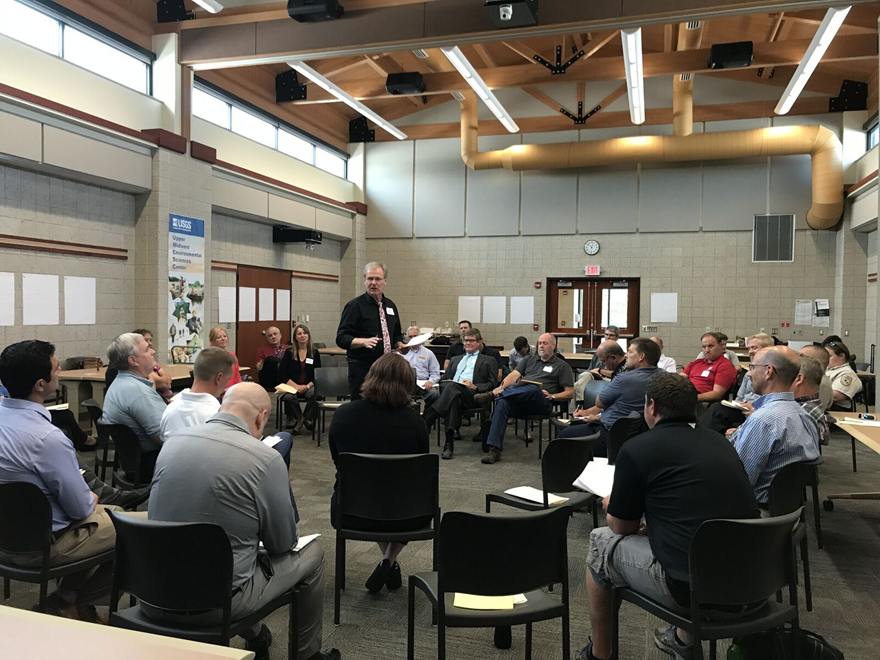 USGS
Upper
Midwest
Environmental
Sciences
Center
EXIT